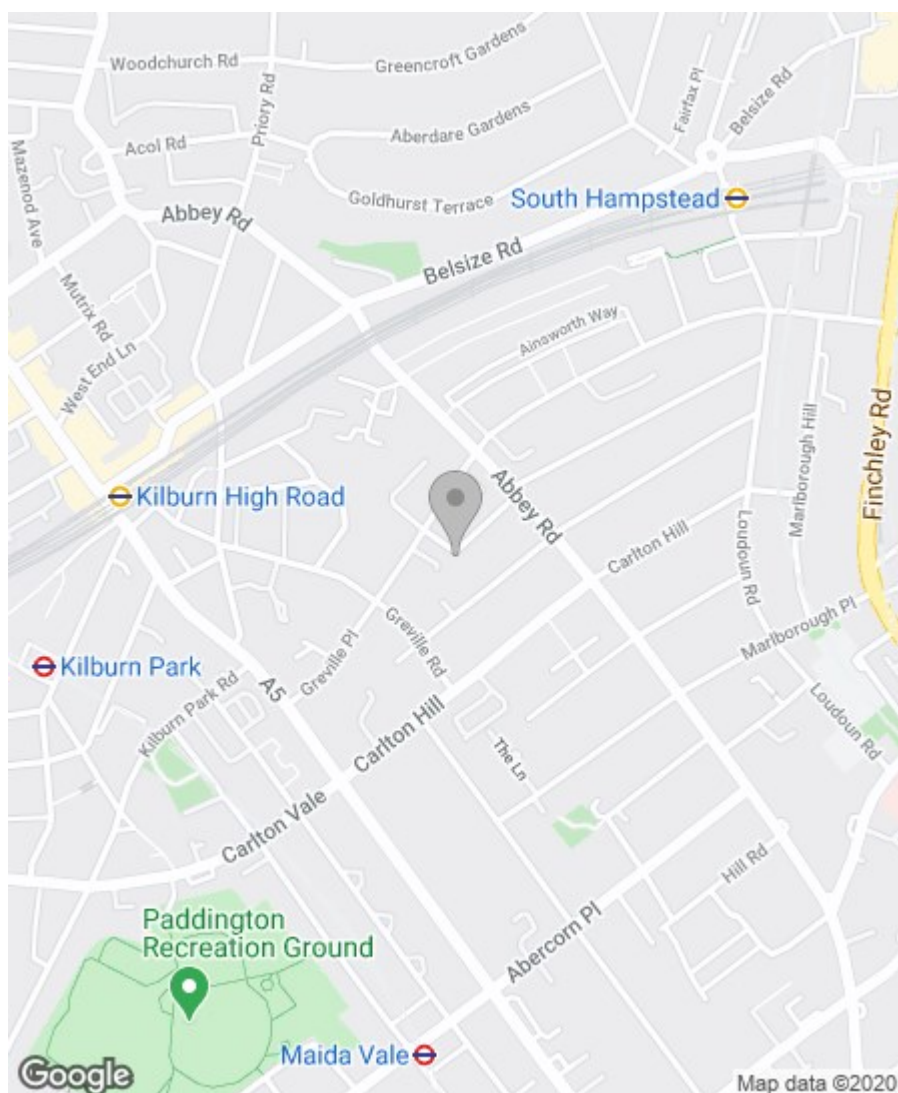 Woodchurch Rd
Greencroft Gardens
Priory Rd
Fairfax Pl
Belsize Rd
Aberdare Gardens
Acol Rd
Mazenod Ave
Goldhurst Terrace
South Hampstead
Abbey Rd
Belsize Rd
Mutrix Rd
Ainsworth Way
West End Ln
Finchley Rd
Marlborough Hill
Abbey Rd
Kilburn High Road
Loudoun Rd
Carlton Hill
Marlborough Pl
Greville Pl
Greville Rd
Kilburn Park
Kilburn Park Rd
A5
Loudoun Rd
Carlton Hill
The Ln
Carlton Vale
Hill Rd
Paddington
Recreation Ground
Abercorn Pl
Maida Vale
Google
Map data ©2020